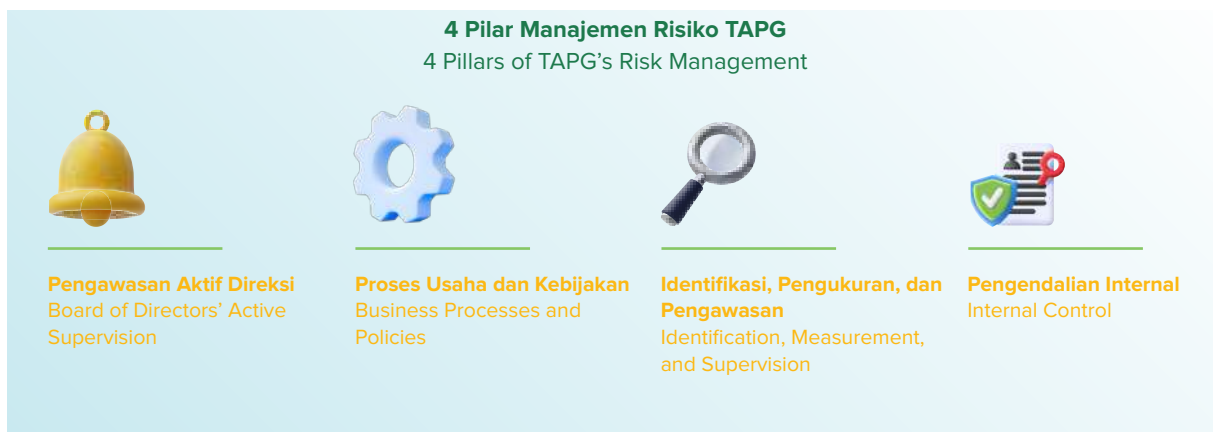 4 Pilar Manajemen Risiko TAPG
4 Pillars of TAPG's Risk Management
Pengawasan Aktif Direksi
Board of Directors' Active
Supervision
Proses Usaha dan Kebijakan
Business Processes and
Policies
Identifikasi, Pengukuran, dan
Pengawasan
Identification, Measurement,
and Supervision
Pengendalian Internal
Internal Control